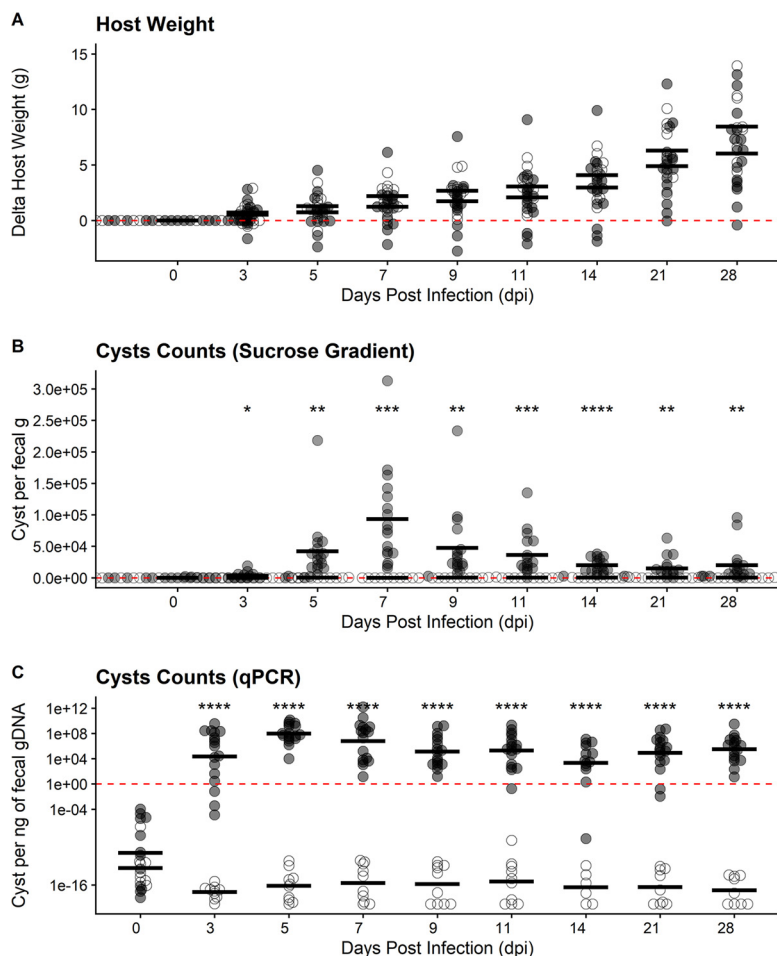 A Host Weight
Delta Host Weight (g)
15
10
5
0
0 3 5 7 9 11 14 21 28
Days Post Infection (dpi)
B Cysts Counts (Sucrose Gradient)
Cyst per fecal g
3.0e+05
2.5e+05
2.0e+05
1.5e+05
1.0e+05
5.0e+04
0.0e+00
* ** *** ** *** **** ** **
0 3 5 7 9 11 14 21 28
Days Post Infection (dpi)
C Cysts Counts (qPCR)
Cyst per ng of fecal gDNA
1e+12
1e+08
1e+04
1e+00
1e-04
1e-16
**** **** **** **** **** **** **** ****
0 3 5 7 9 11 14 21 28
Days Post Infection (dpi)